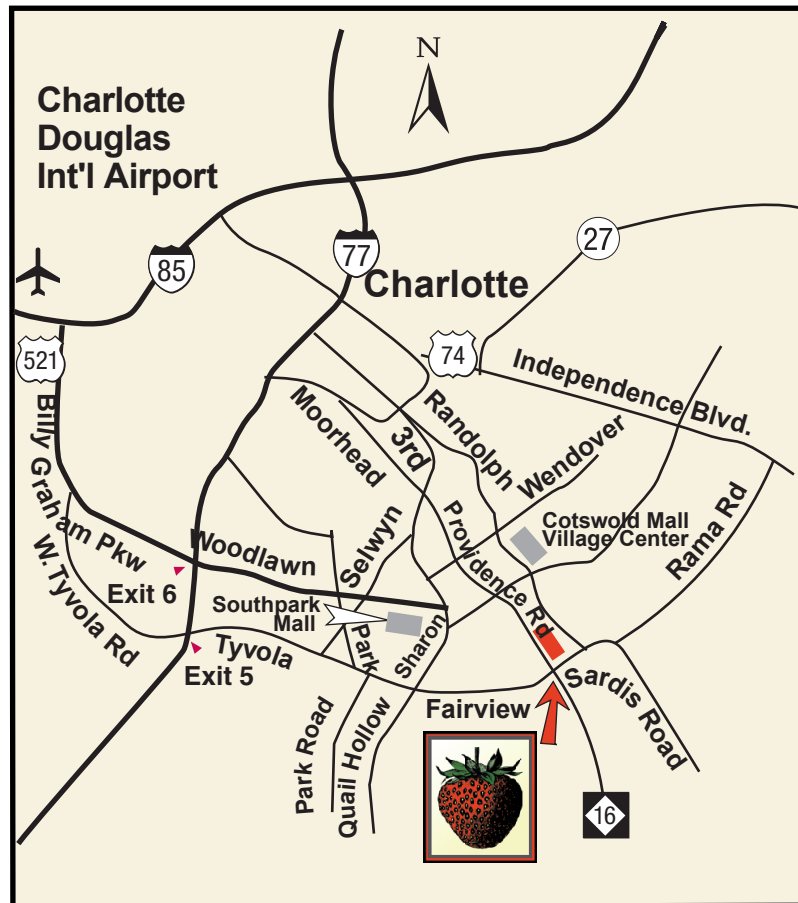 N
Charlotte
Douglas
Int'l Airport
27
85
77
Charlotte
521
74
Independence Blvd.
Billy Graham Pkw
Moorhead
3rd
Randolph
Wendover
Rama Rd
Selwyn
Providence Rd
Cotswold Mall
Village Center
W.Tyvola Rd
Woodlawn
Exit 6
Southpark
Mall
Park
Sharon
Tyvola
Exit 5
Fairview
Sardis Road
Park Road
Quail Hollow
16